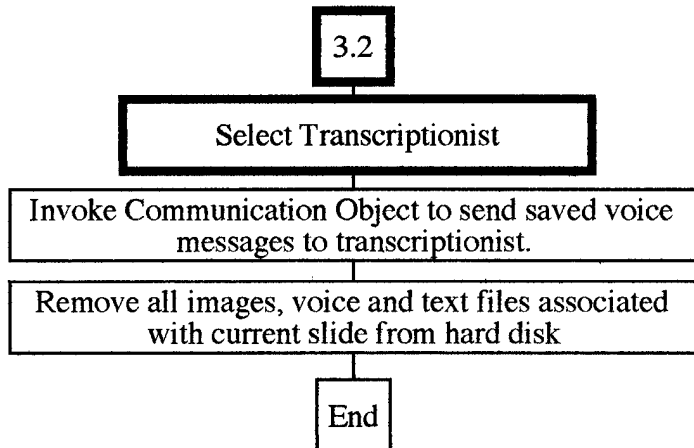 3.2
Select Transcriptionist
Invoke Communication Object to send saved voice
messages to transcriptionist.
Remove all images, voice and text files associated
with current slide from hard disk
End